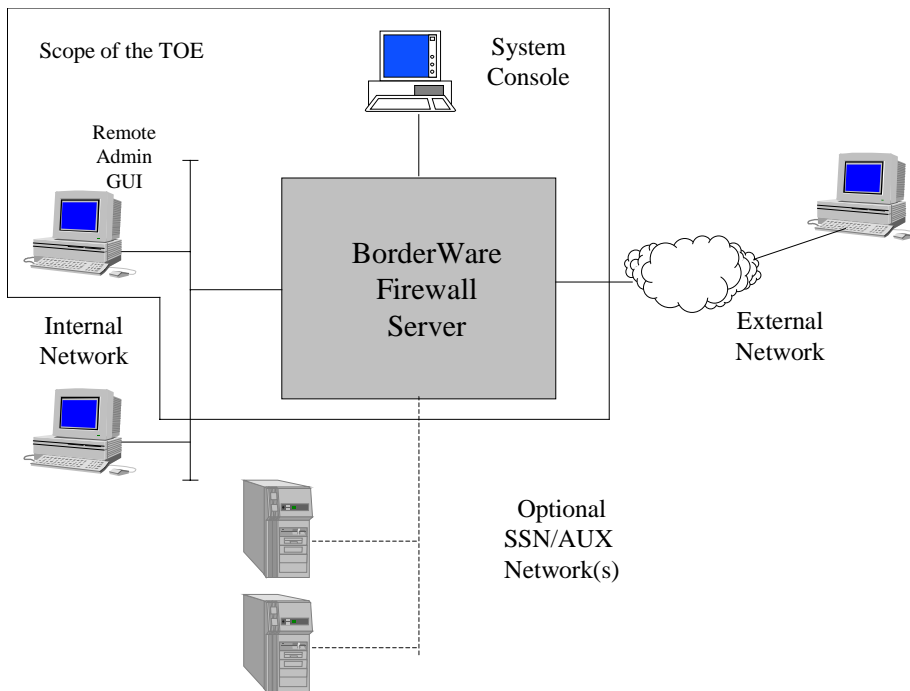 Scope of the TOE
System
Console
Remote
Admin
GUI
BorderWare
Firewall
Server
Internal
Network
External
Network
Optional
SSN/AUX
Network(s)